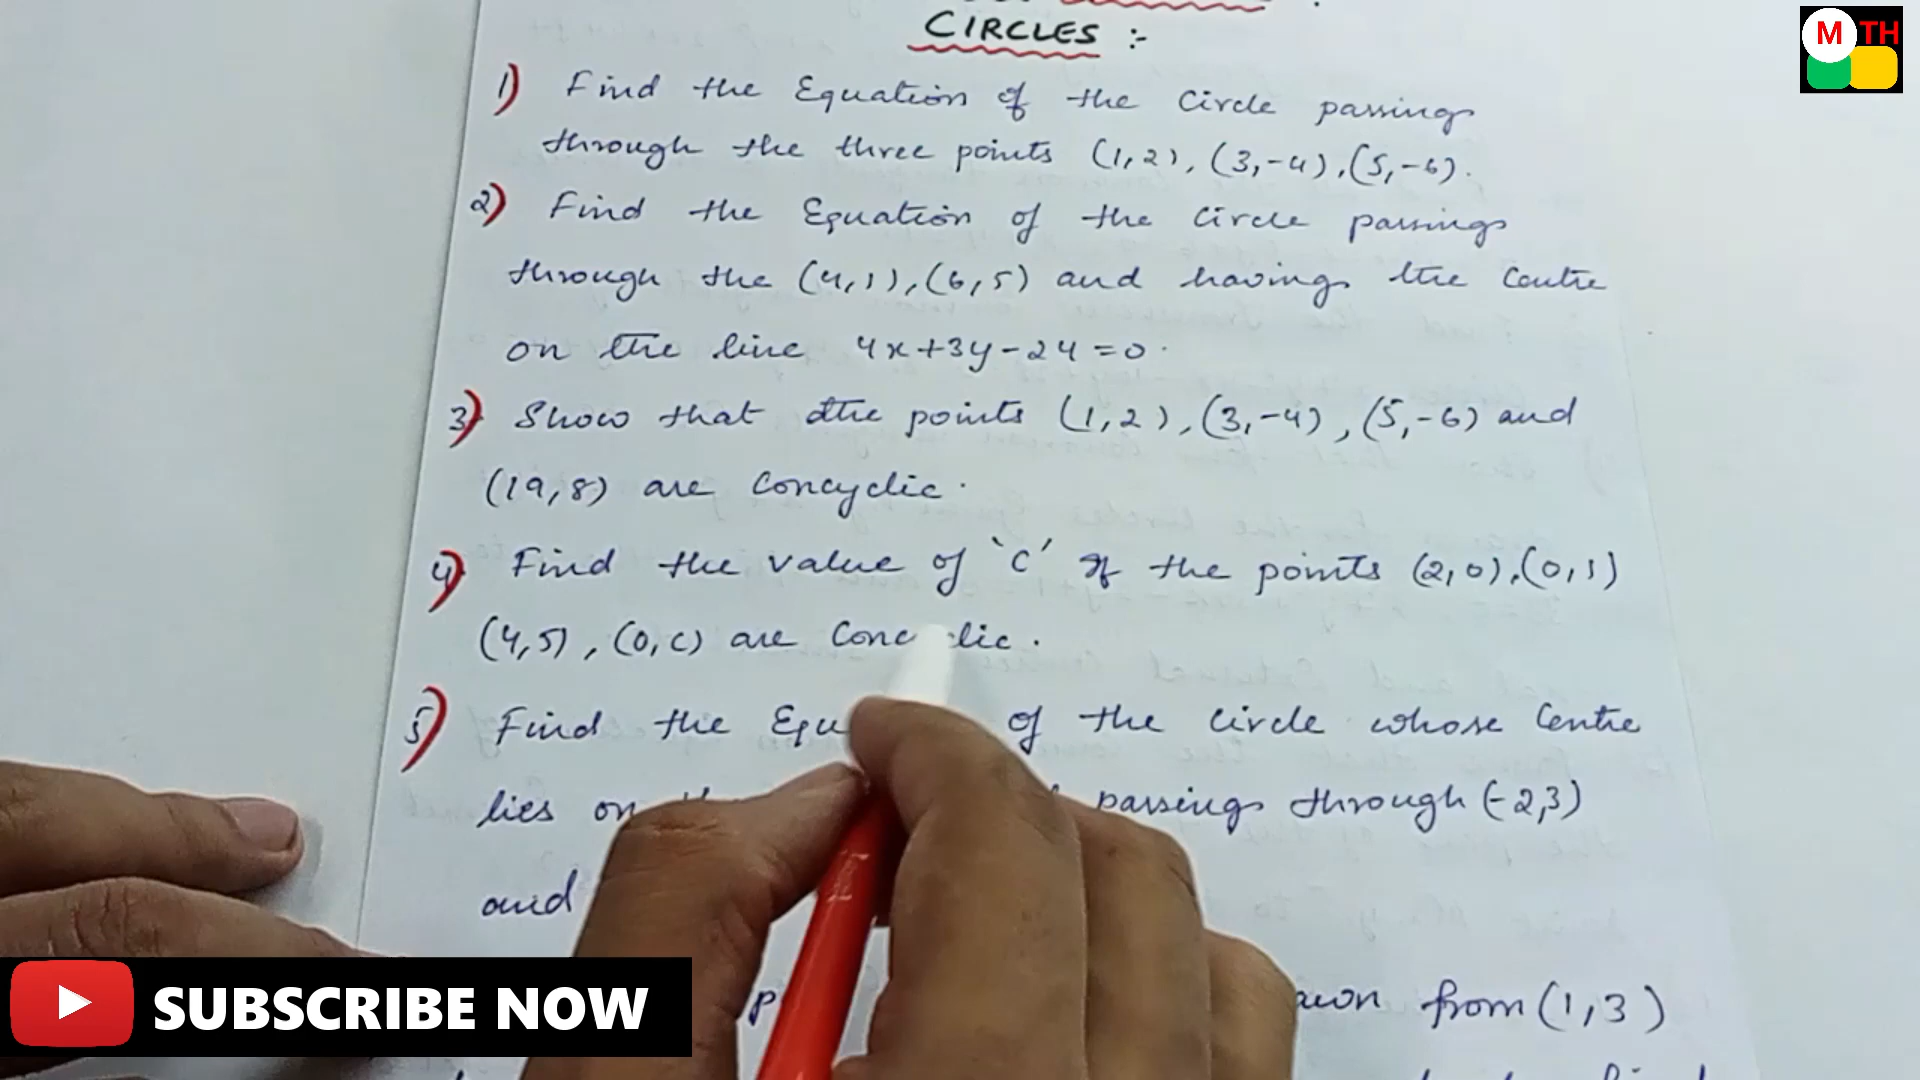 CIRCLES :-
M TH
1) Find the Equation of the circle passing
through the three points (1,2), (3,-4), (5,-6).
2) Find the Equation of the circle passing
through the (4,1), (6,5) and having the Centre
on the line 4x+3y-24=0.
3) Show that the points (1,2), (3,-4), (5,-6) and
(19,8) are Concyclic.
4) Find the value of 'C' If the points (2,0), (0,1)
(4,5), (0,C) are
5) Find the of the circle whose Centre
lies on passing through (-2,3)
and
from (1,3)
SUBSCRIBE NOW